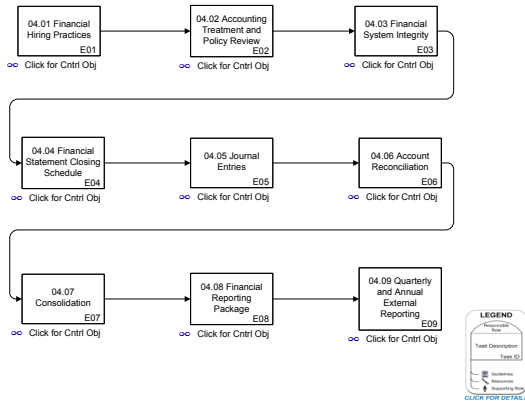 04.01 Financial
Hiring Practices
E01
Click for Cntrl Obj
04.02 Accounting
Treatment and
Policy Review
E02
Click for Cntrl Obj
04.03 Financial
System Integrity
E03
Click for Cntrl Obj
04.04 Financial
Statement Closing
Schedule
E04
Click for Cntrl Obj
04.05 Journal
Entries
E05
Click for Cntrl Obj
04.06 Account
Reconciliation
E06
Click for Cntrl Obj
04.07
Consolidation
E07
Click for Cntrl Obj
04.08 Financial
Reporting
Package
E08
Click for Cntrl Obj
04.09 Quarterly
and Annual
External
Reporting
E09
Click for Cntrl Obj
LEGEND
Responsible
Role
Task Description
Task ID
Guidelines
Resources
Supporting Role
CLICK FOR DETAIL